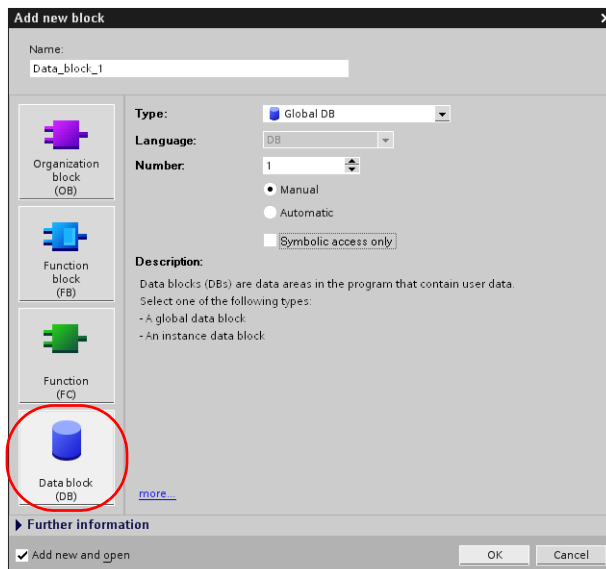 Add new block
Name:
Data_block_1
Organization
block
(OB)
Function
block
(FB)
Function
(FC)
Data block
(DB)
Type: Global DB
Language: DB
Number: 1
Manual
Automatic
Symbolic access only
Description:
Data blocks (DBs) are data areas in the program that contain user data.
Select one of the following types:
- A global data block
- An instance data block
more...
Further information
Add new and open
OK Cancel